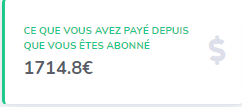 CE QUE VOUS AVEZ PAYÉ DEPUIS
QUE VOUS ÊTES ABONNÉ
1714.8€